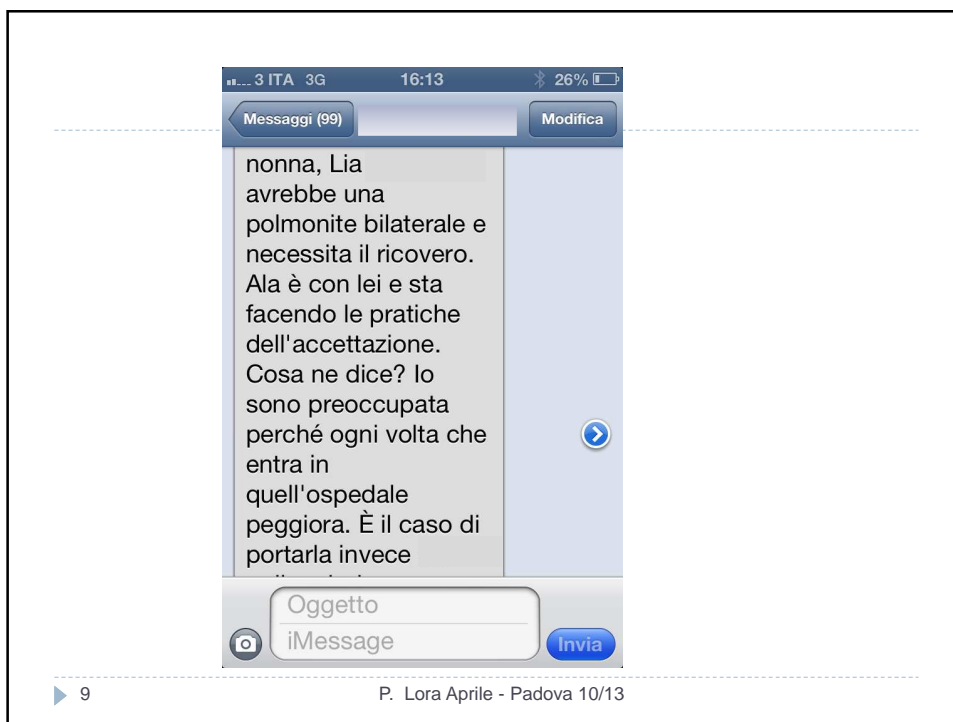 3 ITA 3G 16:13 26%
Messaggi (99) Modifica
nonna, Lia
avrebbe una
polmonite bilaterale e
necessita il ricovero.
Ala è con lei e sta
facendo le pratiche
dell'accettazione.
Cosa ne dice? Io
sono preoccupata
perché ogni volta che
entra in
quell'ospedale
peggiora. È il caso di
portarla invece
Oggetto
iMessage
Invia
9 P. Lora Aprile - Padova 10/13